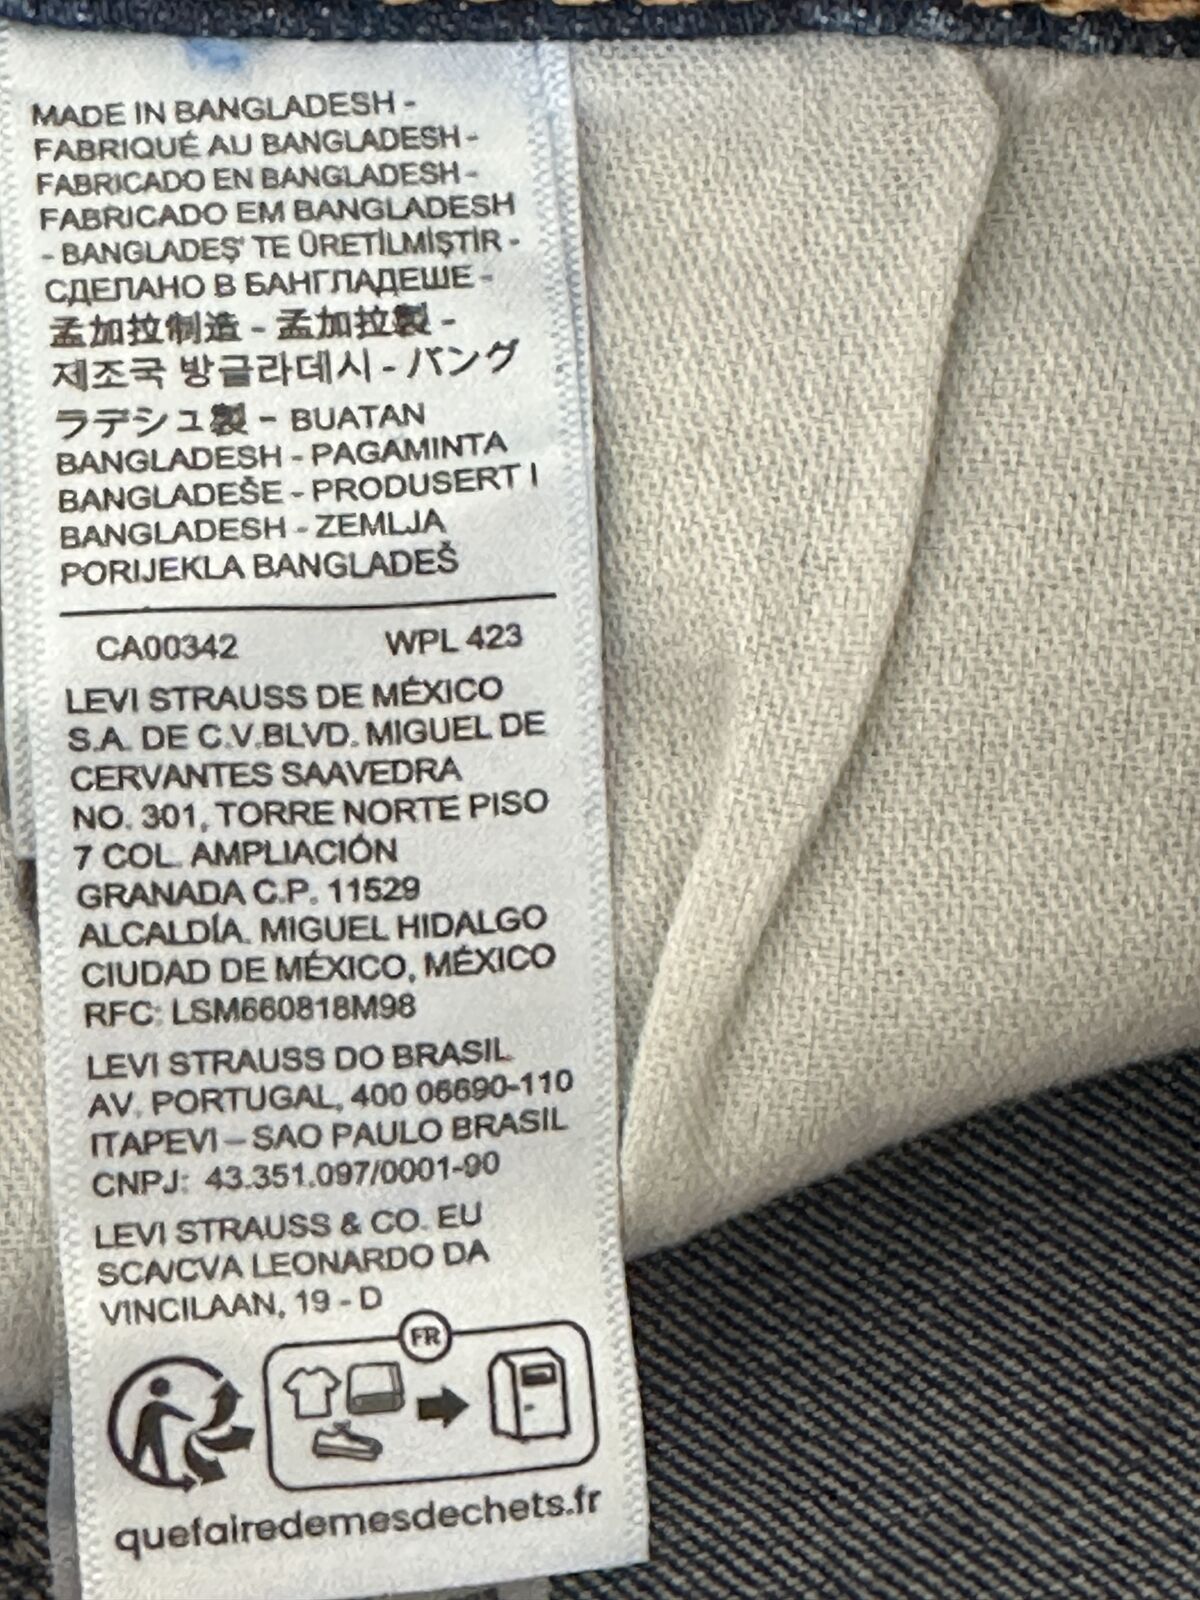 MADE IN BANGLADESH -
FABRIQUÉ AU BANGLADESH -
FABRICADO EN BANGLADESH -
FABRICADO EM BANGLADESH
- BANGLADEŞ' TE ÜRETİLMİŞTİR -
СДЕЛАНО В БАНГЛАДЕШЕ -
孟加拉制造 - 孟加拉製 -
제조국 방글라데시 - バング
ラデシュ製 - BUATAN
BANGLADESH - PAGAMINTA
BANGLADEŠE - PRODUSERT I
BANGLADESH - ZEMLJA
PORIJEKLA BANGLADEŠ
CA00342 WPL 423
LEVI STRAUSS DE MÉXICO
S.A. DE C.V.BLVD. MIGUEL DE
CERVANTES SAAVEDRA
NO. 301, TORRE NORTE PISO
7 COL. AMPLIACIÓN
GRANADA C.P. 11529
ALCALDÍA. MIGUEL HIDALGO
CIUDAD DE MÉXICO, MÉXICO
RFC: LSM660818M98
LEVI STRAUSS DO BRASIL
AV. PORTUGAL, 400 06690-110
ITAPEVI – SAO PAULO BRASIL
CNPJ: 43.351.097/0001-90
LEVI STRAUSS & CO. EU
SCA/CVA LEONARDO DA
VINCILAAN, 19 - D
FR
quefairedemesdechets.fr